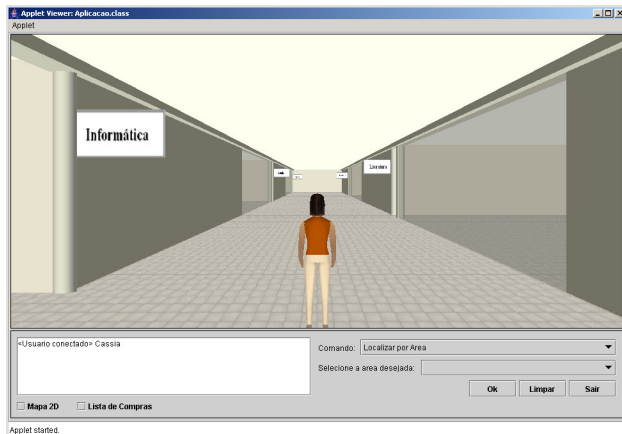 Applet Viewer: Aplicacao.class
Applet
Informática
Literatura
<Usuario conectado> Cassia
Comando: Localizar por Area
Selecione a area desejada:
Ok Limpar Sair
Mapa 2D Lista de Compras
Applet started.